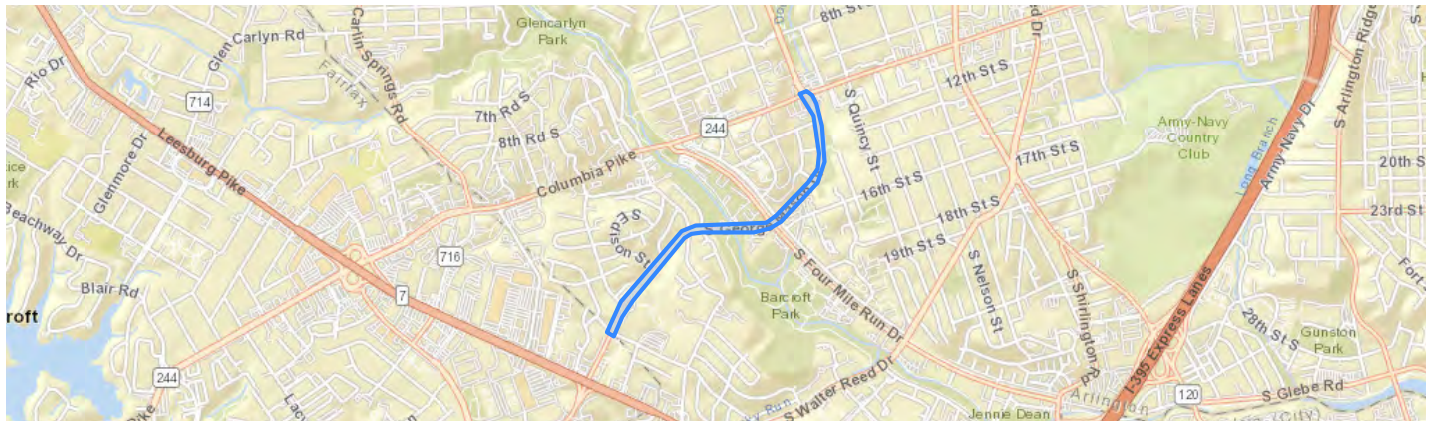 Glencarlyn
Park
8th St S
Glen Carlyn Rd
Carlin Springs Rd
Fairfax
Rio Dr
714
7th Rd S
8th Rd S
244
S Quincy St
12th St S
Army-Navy
Country
Club
Long Branch
Army-Navy Dr
S Arlington Ridge
20th S
23rd St
Leesburg Pike
Glenmore Dr
Columbia Pike
17th St S
16th St S
18th St S
19th St S
Beachway Dr
S Edison St
716
S George Mason Dr
S Four Mile Run Dr
S Nelson St
S Shirlington Rd
I-395 Express Lanes
Blair Rd
7
Barcroft
Park
28th St S
Gunston
Park
roft
244
Pike
S Walter Reed Dr
Jennie Dean
Arlington
120
S Glebe Rd
(City)